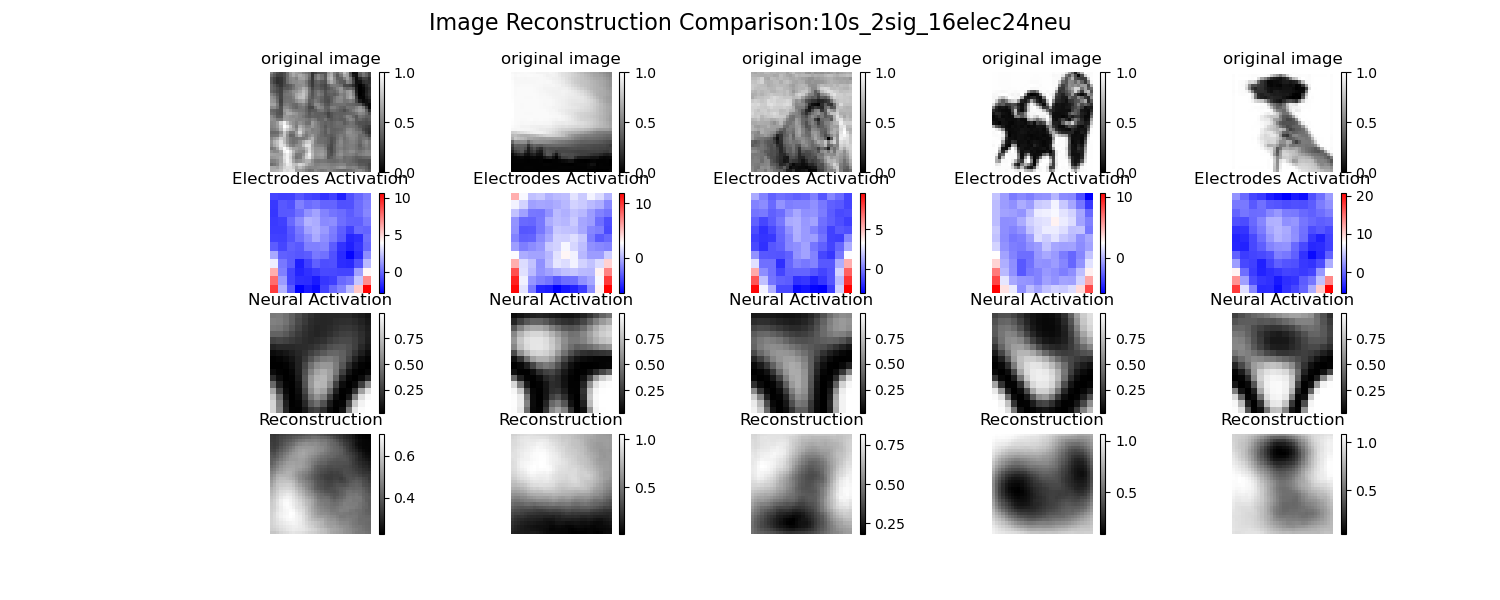 Image Reconstruction Comparison:10s_2sig_16elec24neu
original image original image original image original image original image
1.0 1.0 1.0 1.0 1.0
0.5 0.5 0.5 0.5 0.5
0.0 0.0 0.0 0.0 0.0
Electrodes Activation Electrodes Activation Electrodes Activation Electrodes Activation Electrodes Activation
10 10 5 10 20
5 0 0 0 10
0 0
Neural Activation Neural Activation Neural Activation Neural Activation Neural Activation
0.75 0.75 0.75 0.75 0.75
0.50 0.50 0.50 0.50 0.50
0.25 0.25 0.25 0.25 0.25
Reconstruction Reconstruction Reconstruction Reconstruction Reconstruction
0.6 1.0 0.75 1.0 1.0
0.4 0.5 0.50 0.5 0.5
0.25